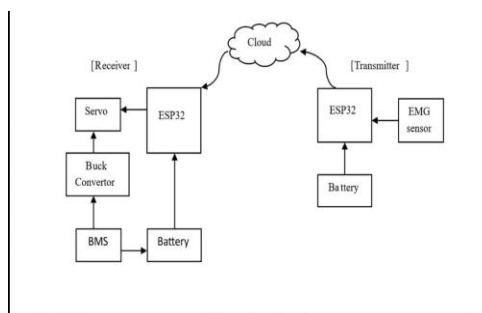 Cloud
[Receiver ]
[Transmitter ]
Servo
ESP32
ESP32
EMG
sensor
Buck
Convertor
Battery
BMS
Battery